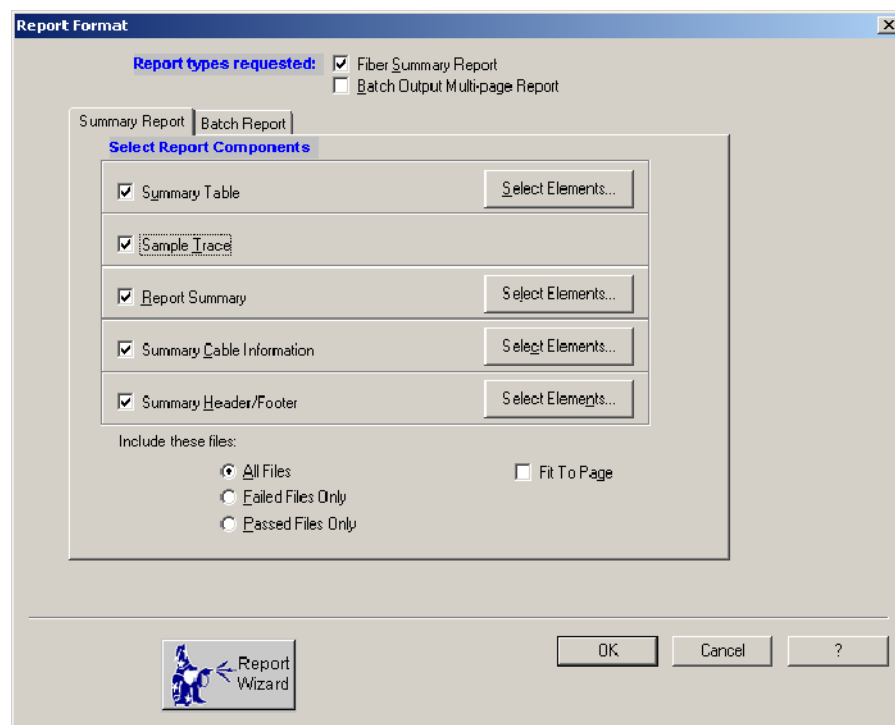 Report Format
Report types requested: Fiber Summary Report
Batch Output Multi-page Report
Summary Report Batch Report
Select Report Components
Summary Table Select Elements...
Sample Trace
Report Summary Select Elements...
Summary Cable Information Select Elements...
Summary Header/Footer Select Elements...
Include these files:
All Files Fit To Page
Failed Files Only
Passed Files Only
Report Wizard OK Cancel ?